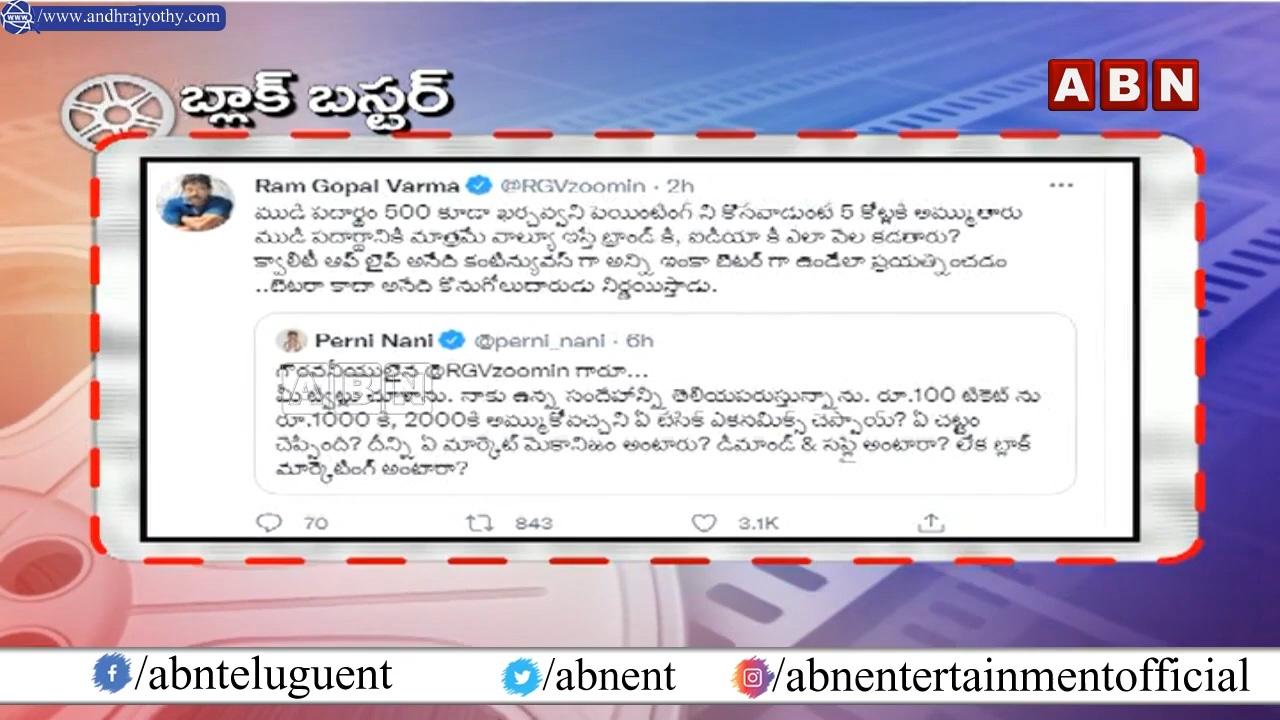 www://www.andhrajyothy.com
బ్లాక్ బస్టర్
ABN
Ram Gopal Varma @RGVzoomin · 2h
ముడి పదార్థం 500 కూడా ఖర్చవ్వని పెయింటింగ్ ని కొనేవాడుంటే 5 కోట్లకి అమ్ముతారు
ముడి పదార్థానికి మాత్రమే వాల్యూ ఇస్తే బ్రాండ్ కి, ఐడియా కి ఎలా వెల కడతారు?
క్వాలిటీ ఆఫ్ లైఫ్ అనేది కంటిన్యువస్ గా అన్ని ఇంకా బెటర్ గా ఉండేలా ప్రయత్నించడం
..బెటరా కాదా అనేది కొనుగోలుదారుడు నిర్ణయిస్తాడు.
Perni Nani @perni_nani · 6h
గౌరవనీయులైన @RGVzoomin గారూ...
ABN
నాకు ఉన్న సందేహాన్ని తెలియపరుస్తున్నాను. రూ.100 టికెట్ ను
రూ.1000 కి, 2000కి అమ్ముకోవచ్చని ఏ బేసిక్ ఎకనమిక్స్ చెప్పాయ్? ఏ చట్టం
చెప్పింది? దీన్ని ఏ మార్కెట్ మెకానిజం అంటారు? డిమాండ్ & సప్లై అంటారా? లేక బ్లాక్
మార్కెటింగ్ అంటారా?
70 843 3.1K
/abnteluguent /abnent /abnentertainmentofficial